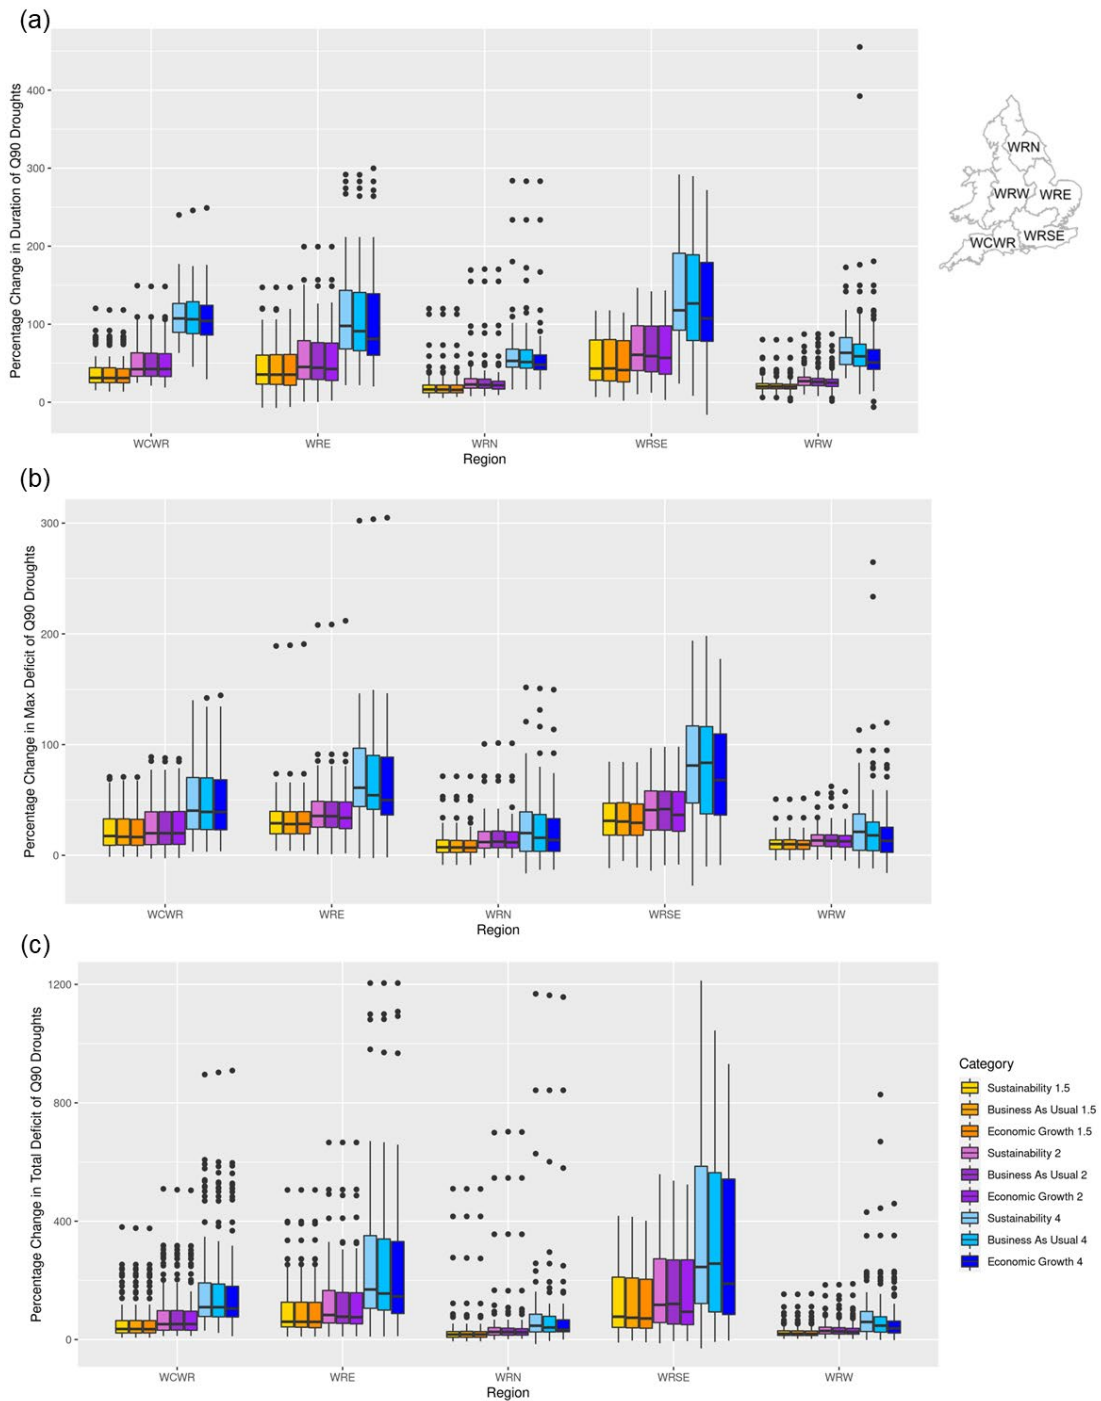 (a)
Percentage Change in Duration of Q90 Droughts
400
300
200
100
0
WCWR WRE WRN WRSE WRW
Region
WRN
WRW WRE
WCWR WRSE
(b)
Percentage Change in Max Deficit of Q90 Droughts
300
200
100
0
WCWR WRE WRN WRSE WRW
Region
(c)
Percentage Change in Total Deficit of Q90 Droughts
1200
800
400
0
WCWR WRE WRN WRSE WRW
Region
Category
Sustainability 1.5
Business As Usual 1.5
Economic Growth 1.5
Sustainability 2
Business As Usual 2
Economic Growth 2
Sustainability 4
Business As Usual 4
Economic Growth 4